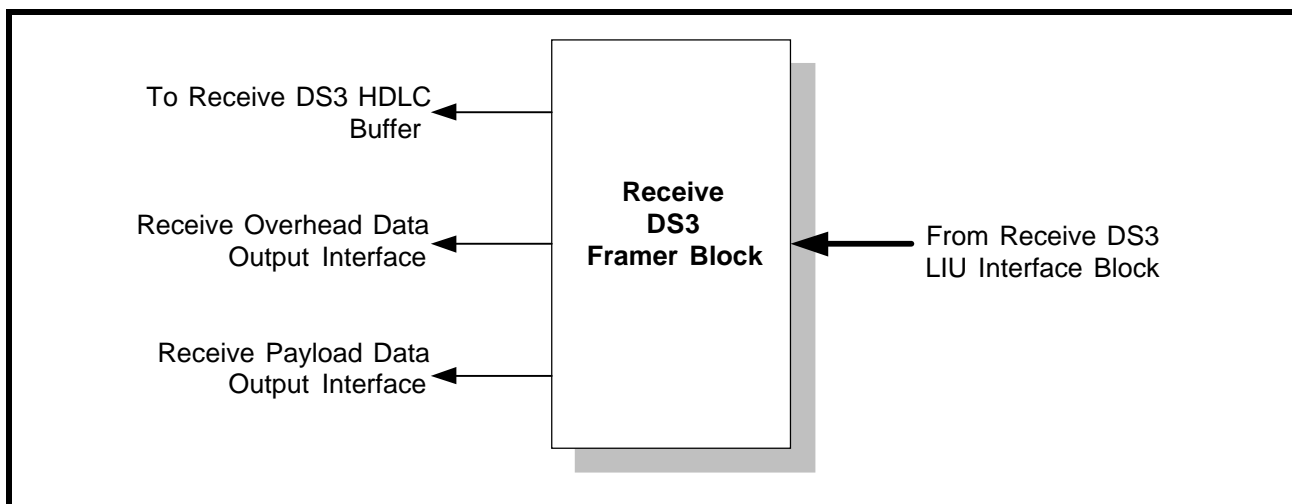 To Receive DS3 HDLC
Buffer
Receive Overhead Data
Output Interface
Receive Payload Data
Output Interface
Receive
DS3
Framer Block
From Receive DS3
LIU Interface Block